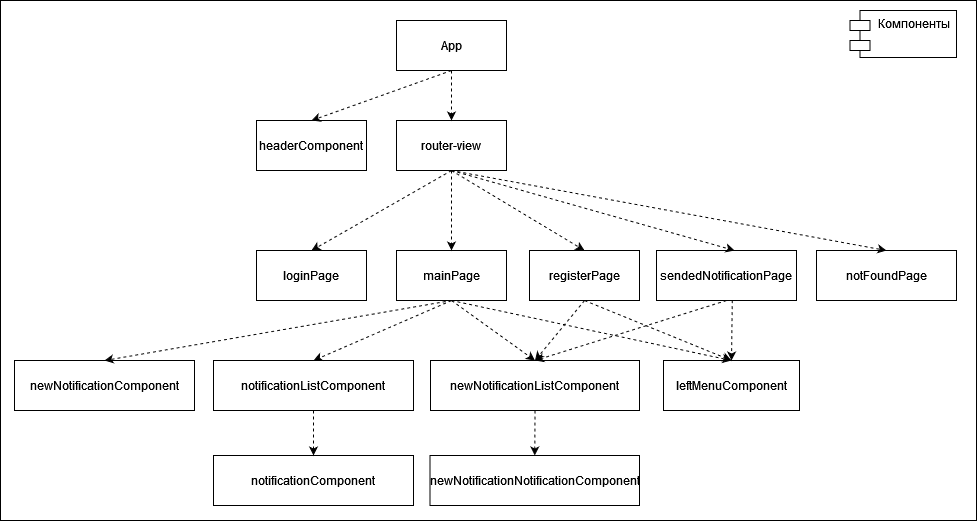 Компоненты
App
headerComponent
router-view
loginPage
mainPage
registerPage
sendedNotificationPage
notFoundPage
newNotificationComponent
notificationListComponent
newNotificationListComponent
leftMenuComponent
notificationComponent
newNotificationNotificationComponent